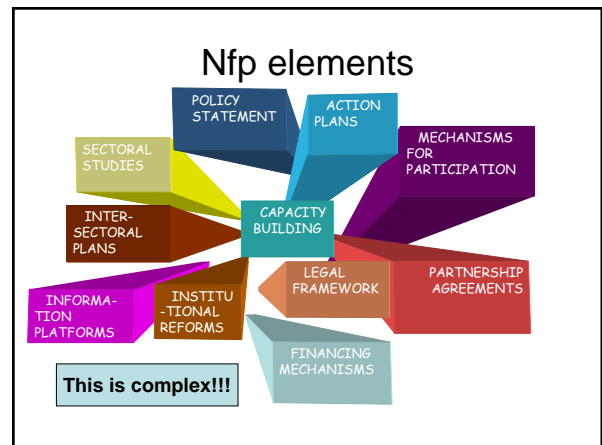 Nfp elements
POLICY
STATEMENT
ACTION
PLANS
MECHANISMS
FOR
PARTICIPATION
SECTORAL
STUDIES
CAPACITY
BUILDING
INTER-
SECTORAL
PLANS
LEGAL
FRAMEWORK
PARTNERSHIP
AGREEMENTS
INFORMA-
TION
PLATFORMS
INSTITU
-TIONAL
REFORMS
FINANCING
MECHANISMS
This is complex!!!